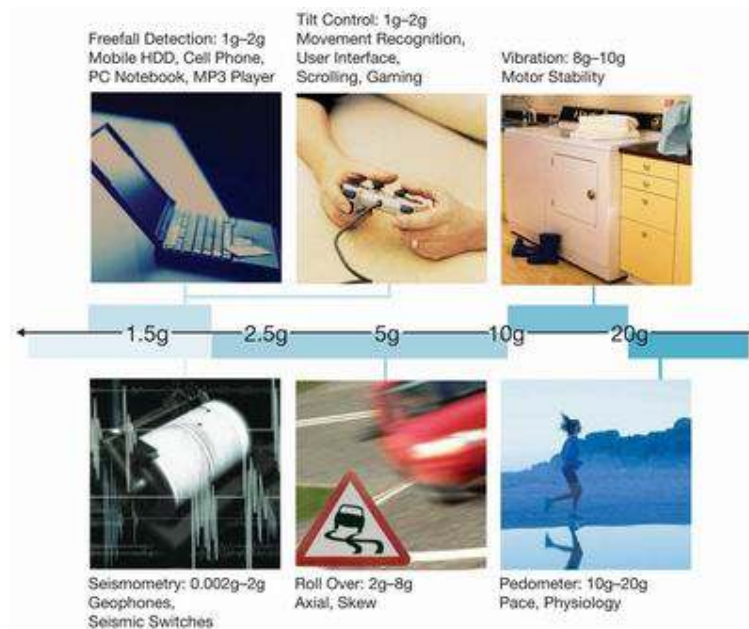 Freefall Detection: 1g–2g
Mobile HDD, Cell Phone,
PC Notebook, MP3 Player
Tilt Control: 1g–2g
Movement Recognition,
User Interface,
Scrolling, Gaming
Vibration: 8g–10g
Motor Stability
1.5g 2.5g 5g 10g 20g
Seismometry: 0.002g–2g
Geophones,
Seismic Switches
Roll Over: 2g–8g
Axial, Skew
Pedometer: 10g–20g
Pace, Physiology